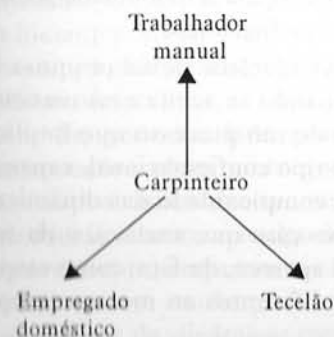 Trabalhador
manual
Carpinteiro
Empregado
doméstico
Tecelão